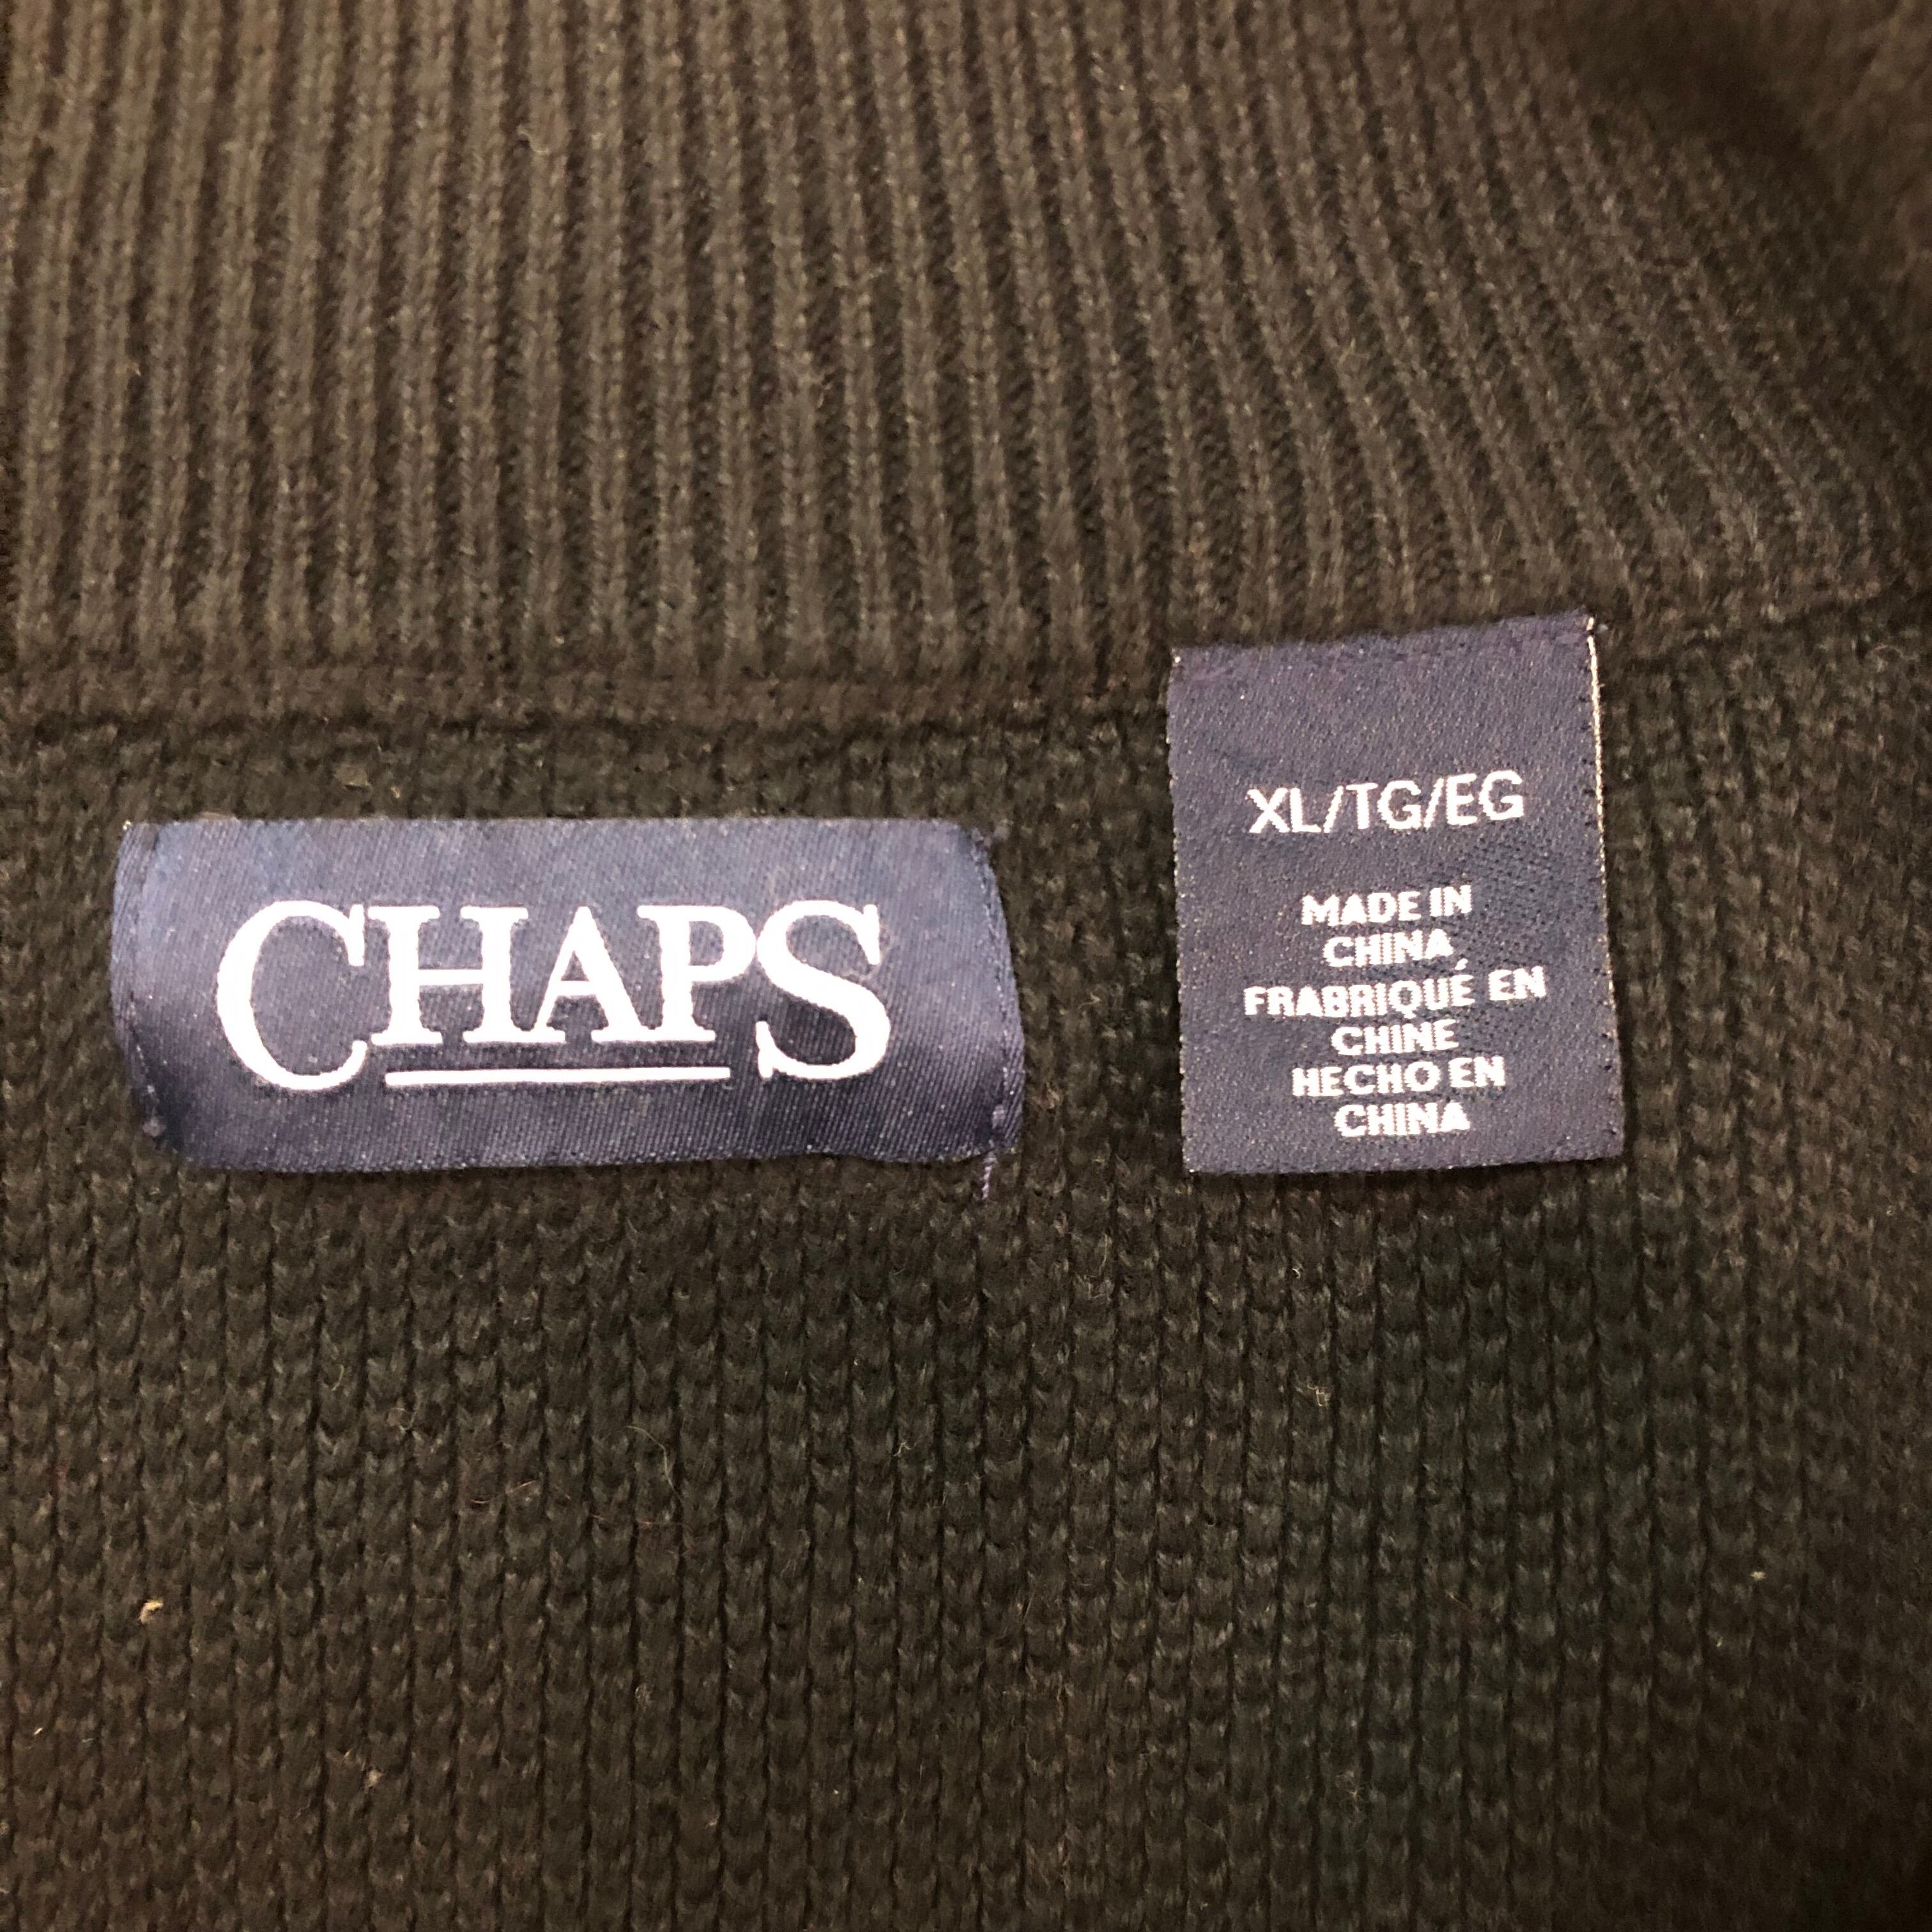 CHAPS
XL/TG/EG
MADE IN
CHINA
FRABRIQUÉ EN
CHINE
HECHO EN
CHINA